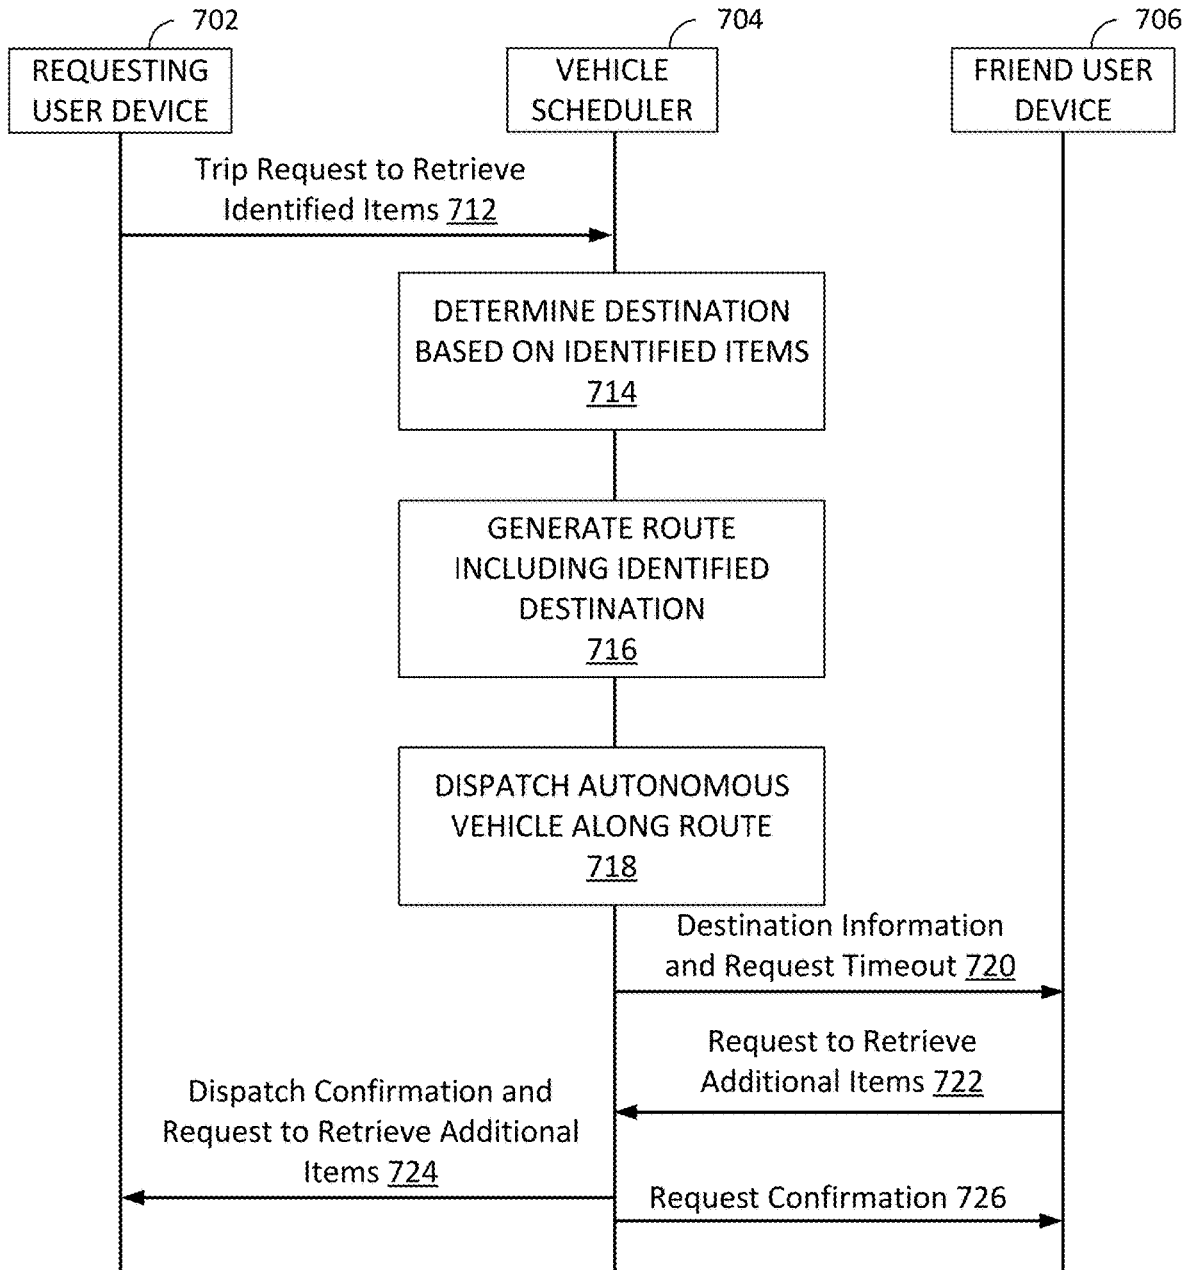 702
704
706
REQUESTING
USER DEVICE
VEHICLE
SCHEDULER
FRIEND USER
DEVICE
Trip Request to Retrieve
Identified Items 712
DETERMINE DESTINATION
BASED ON IDENTIFIED ITEMS
714
GENERATE ROUTE
INCLUDING IDENTIFIED
DESTINATION
716
DISPATCH AUTONOMOUS
VEHICLE ALONG ROUTE
718
Destination Information
and Request Timeout 720
Request to Retrieve
Additional Items 722
Dispatch Confirmation and
Request to Retrieve Additional
Items 724
Request Confirmation 726